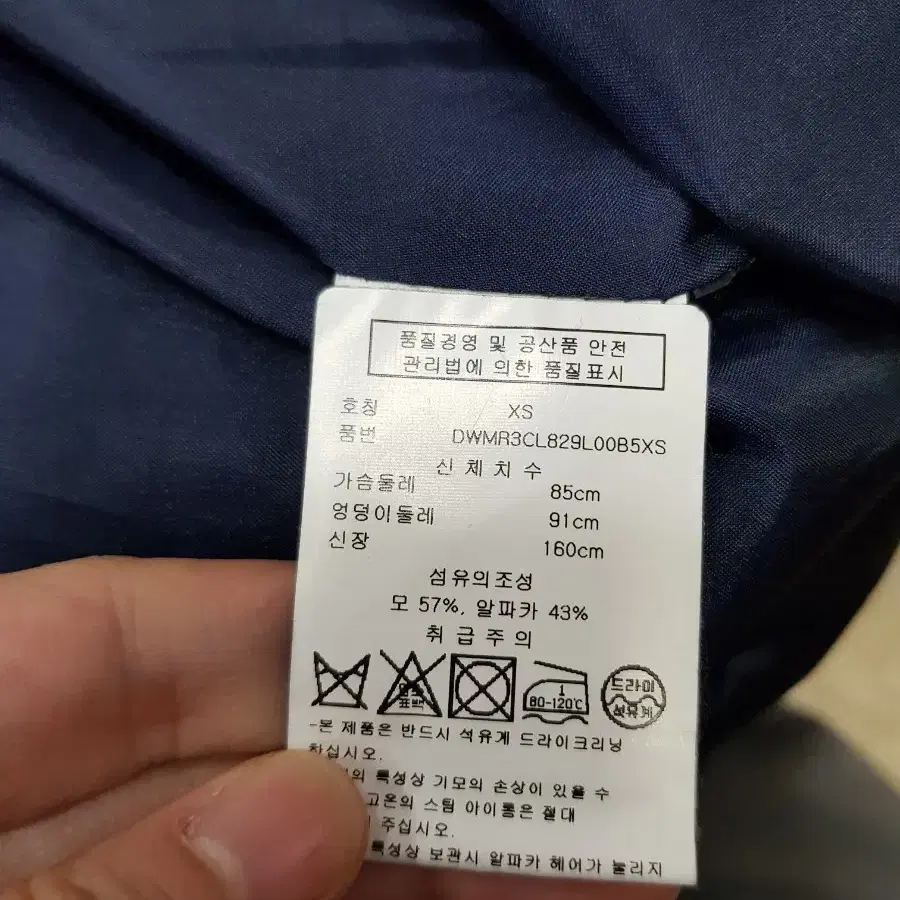 품질경영 및 공산품 안전
관리법에 의한 품질표시
호칭 XS
품번 DWMR3CL829L00B5XS
신 체 치 수
가슴둘레 85cm
엉덩이둘레 91cm
신장 160cm
섬유의조성
모 57%, 알파카 43%
취 급 주 의
표백
1
80-120℃
드라이
석유계
-본 제품은 반드시 석유계 드라이크리닝
하십시오.
특성상 기모의 손상이 있을 수
고온의 스팀 아이롱은 절대
주십시오.
특성상 보관시 알파카 헤어가 눌리지